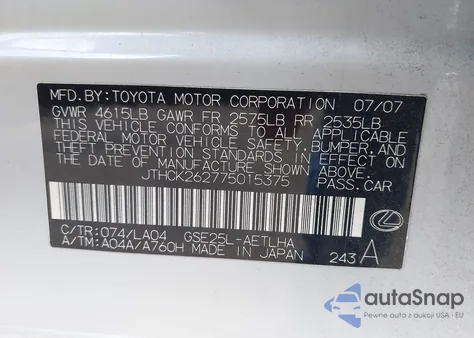 MFD. BY: TOYOTA MOTOR CORPORATION 07/07
GVWR 4615LB GAWR FR 2575LB RR 2535LB
THIS VEHICLE CONFORMS TO ALL APPLICABLE
FEDERAL MOTOR VEHICLE SAFETY, BUMPER, AND
THEFT PREVENTION STANDARDS IN EFFECT ON
THE DATE OF MANUFACTURE SHOWN ABOVE.
JTHCK262775015375 PASS. CAR
C/TR: 074/LA04 GSE25L-AETLHA
A/TM: A04A/A760H MADE IN JAPAN 243 A
autoSnap
Pewne auta z aukcji USA - EU